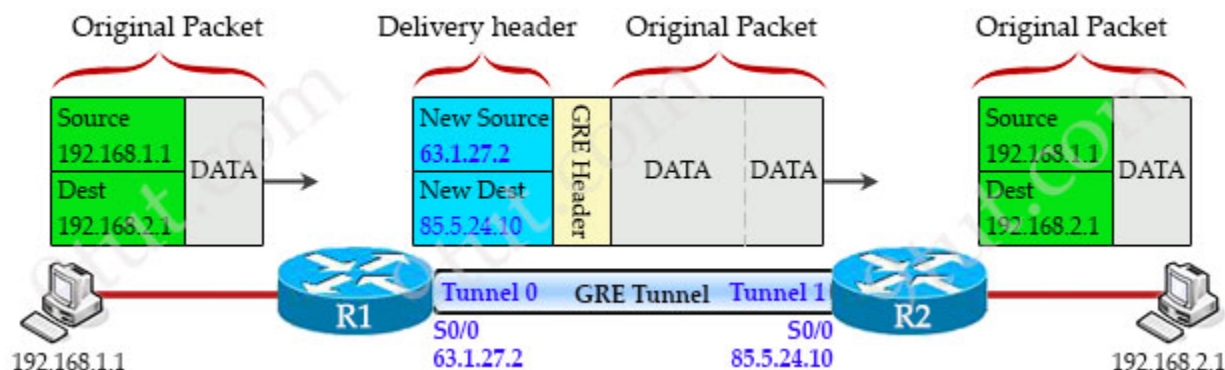 Original Packet
Delivery header
Original Packet
Original Packet
Source
192.168.1.1
Dest
192.168.2.1
DATA
New Source
63.1.27.2
New Dest
85.5.24.10
GRE Header
DATA
DATA
Source
192.168.1.1
Dest
192.168.2.1
DATA
R1
Tunnel 0
GRE Tunnel
Tunnel 1
R2
S0/0
63.1.27.2
S0/0
85.5.24.10
192.168.1.1
192.168.2.1